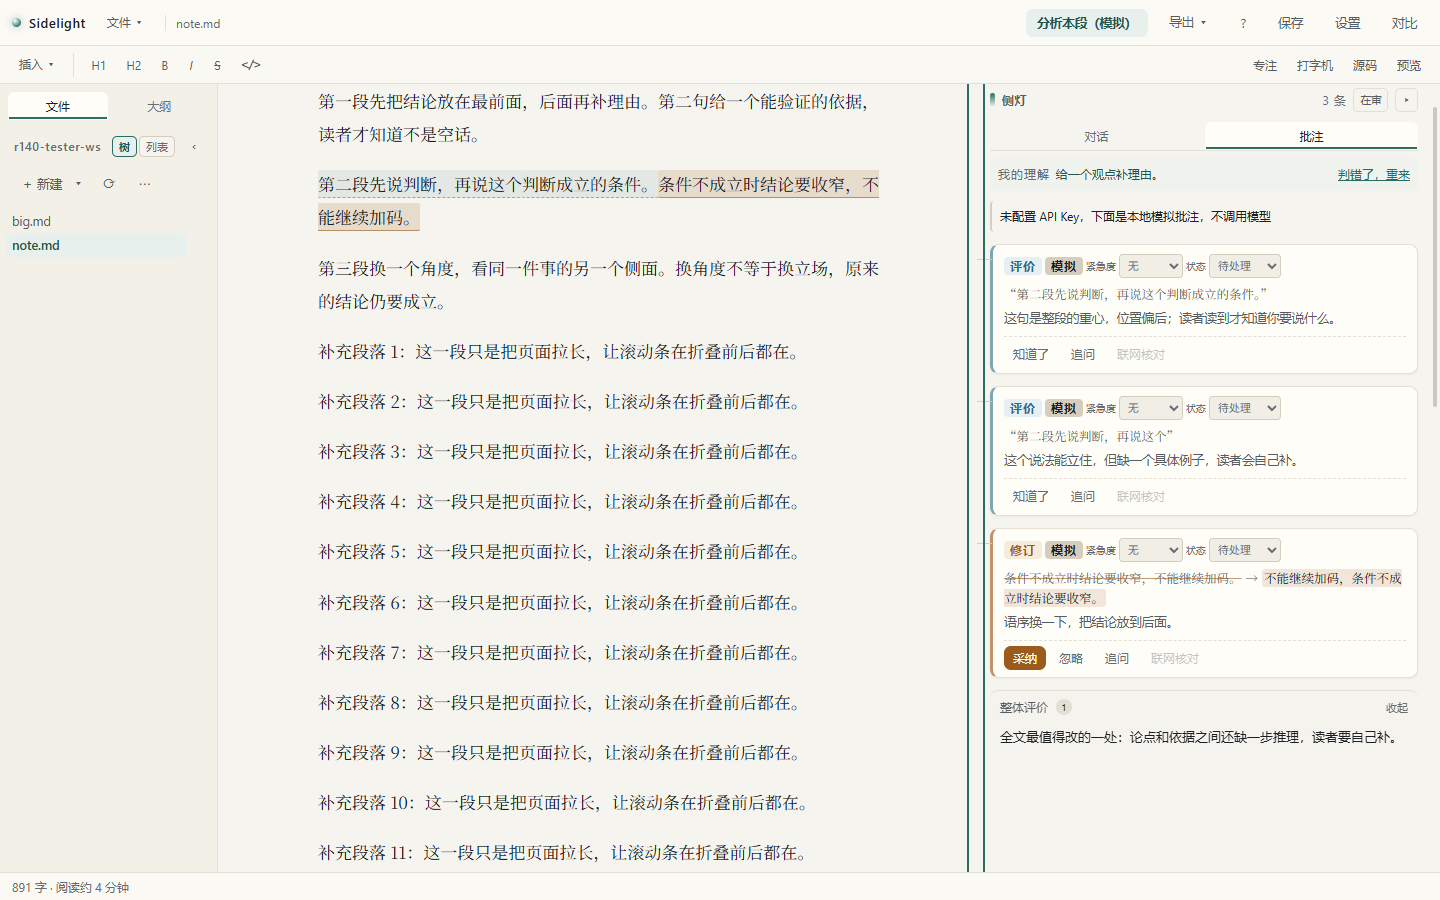 Sidelight 文件 ▾ note.md 分析本段（模拟） 导出 ▾ ? 保存 设置 对比
插入 ▾ H1 H2 B I S </> 专注 打字机 源码 预览
文件 大纲
r140-tester-ws 树 列表 ‹
+ 新建 ▾ ⟳ ···
big.md
note.md
第一段先把结论放在最前面，后面再补理由。第二句给一个能验证的依据，
读者才知道不是空话。
第二段先说判断，再说这个判断成立的条件。条件不成立时结论要收窄，不
能继续加码。
第三段换一个角度，看同一件事的另一个侧面。换角度不等于换立场，原来
的结论仍要成立。
补充段落 1：这一段只是把页面拉长，让滚动条在折叠前后都在。
补充段落 2：这一段只是把页面拉长，让滚动条在折叠前后都在。
补充段落 3：这一段只是把页面拉长，让滚动条在折叠前后都在。
补充段落 4：这一段只是把页面拉长，让滚动条在折叠前后都在。
补充段落 5：这一段只是把页面拉长，让滚动条在折叠前后都在。
补充段落 6：这一段只是把页面拉长，让滚动条在折叠前后都在。
补充段落 7：这一段只是把页面拉长，让滚动条在折叠前后都在。
补充段落 8：这一段只是把页面拉长，让滚动条在折叠前后都在。
补充段落 9：这一段只是把页面拉长，让滚动条在折叠前后都在。
补充段落 10：这一段只是把页面拉长，让滚动条在折叠前后都在。
补充段落 11：这一段只是把页面拉长，让滚动条在折叠前后都在。
侧灯 3 条 在审 ▸
对话 批注
我的理解 给一个观点补理由。 判错了，重来
未配置 API Key，下面是本地模拟批注，不调用模型
评价 模拟 紧急度 无 状态 待处理
“第二段先说判断，再说这个判断成立的条件。”
这句是整段的重心，位置偏后；读者读到才知道你要说什么。
知道了 追问 联网核对
评价 模拟 紧急度 无 状态 待处理
“第二段先说判断，再说这个”
这个说法能立住，但缺一个具体例子，读者会自己补。
知道了 追问 联网核对
修订 模拟 紧急度 无 状态 待处理
条件不成立时结论要收窄，不能继续加码。 → 不能继续加码，条件不成
立时结论要收窄。
语序换一下，把结论放到后面。
采纳 忽略 追问 联网核对
整体评价 1 收起
全文最值得改的一处：论点和依据之间还缺一步推理，读者要自己补。
891 字 · 阅读约 4 分钟